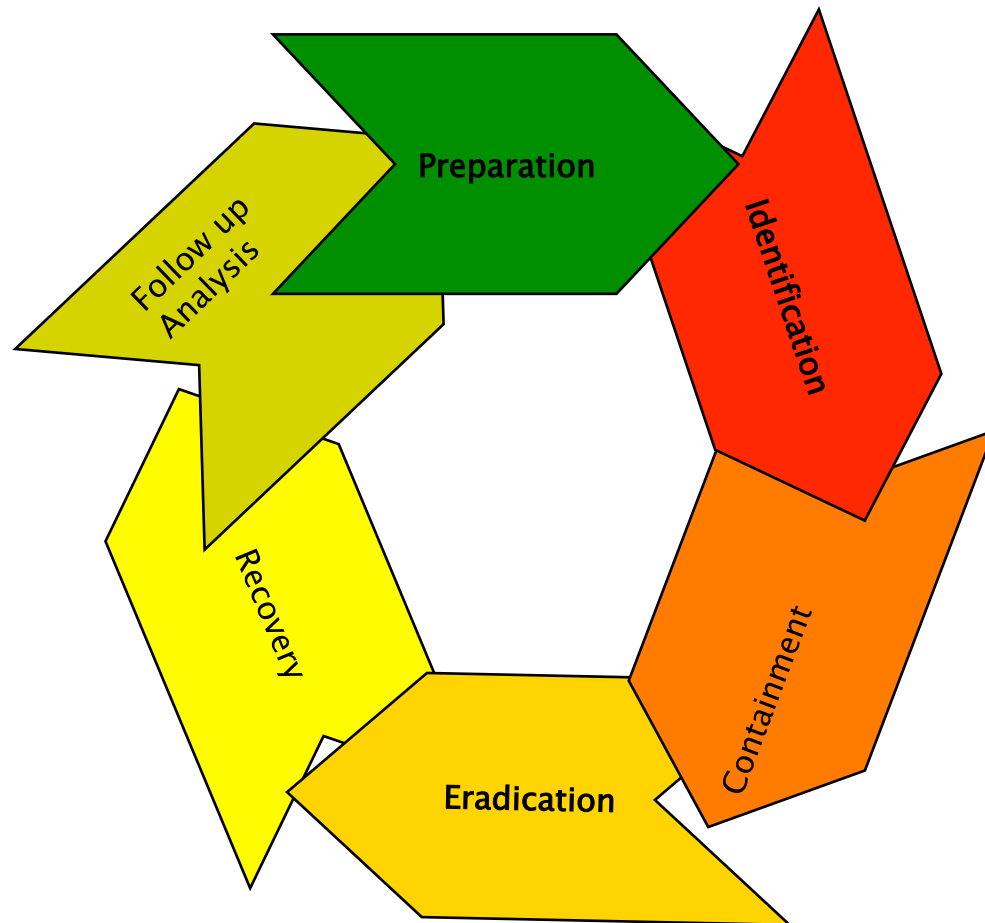 Preparation
Identification
Containment
Eradication
Recovery
Follow up
Analysis